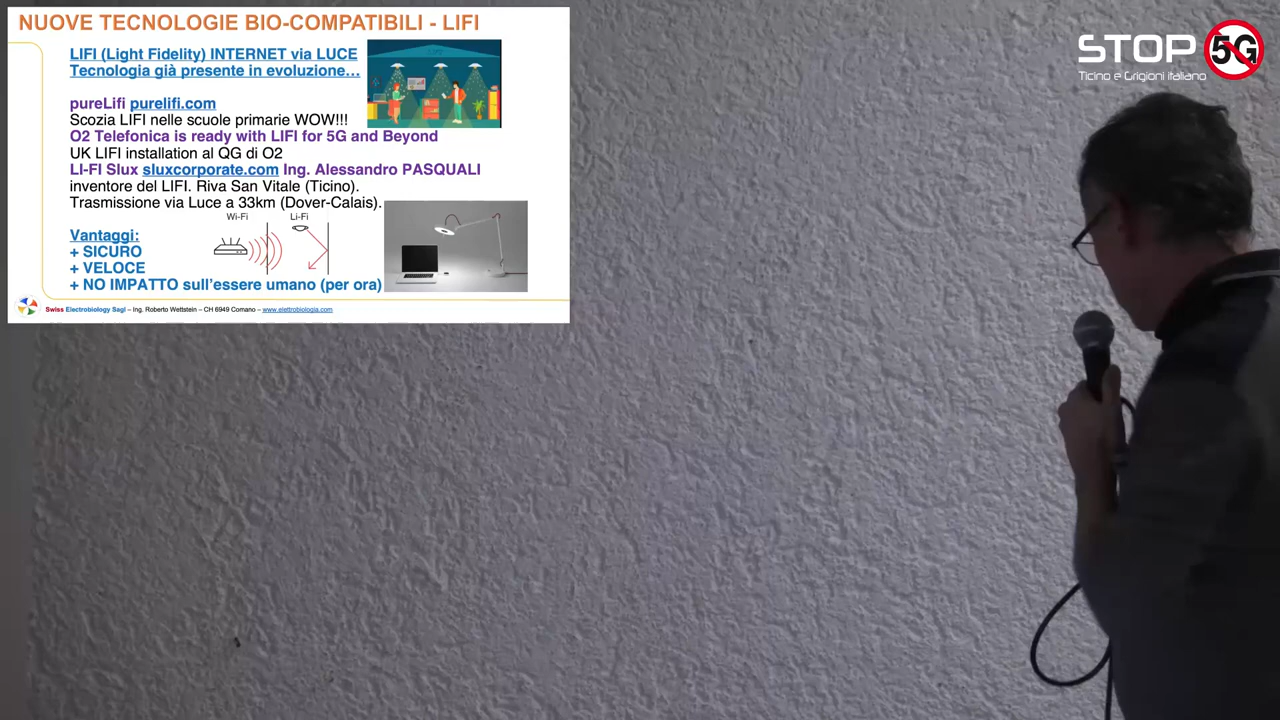 NUOVE TECNOLOGIE BIO-COMPATIBILI - LIFI
LIFI (Light Fidelity) INTERNET via LUCE
Tecnologia già presente in evoluzione…
pureLifi purelifi.com
Scozia LIFI nelle scuole primarie WOW!!!
O2 Telefonica is ready with LIFI for 5G and Beyond
UK LIFI installation al QG di O2
LI-FI Slux sluxcorporate.com Ing. Alessandro PASQUALI
inventore del LIFI. Riva San Vitale (Ticino).
Trasmissione via Luce a 33km (Dover-Calais).
Wi-Fi
Li-Fi
Vantaggi:
+ SICURO
+ VELOCE
+ NO IMPATTO sull'essere umano (per ora)
Swiss Electrobiology Sagl – Ing. Roberto Wettstein – CH 6949 Comano – www.elettrobiologia.com
STOP 5G
Ticino e Grigioni italiano